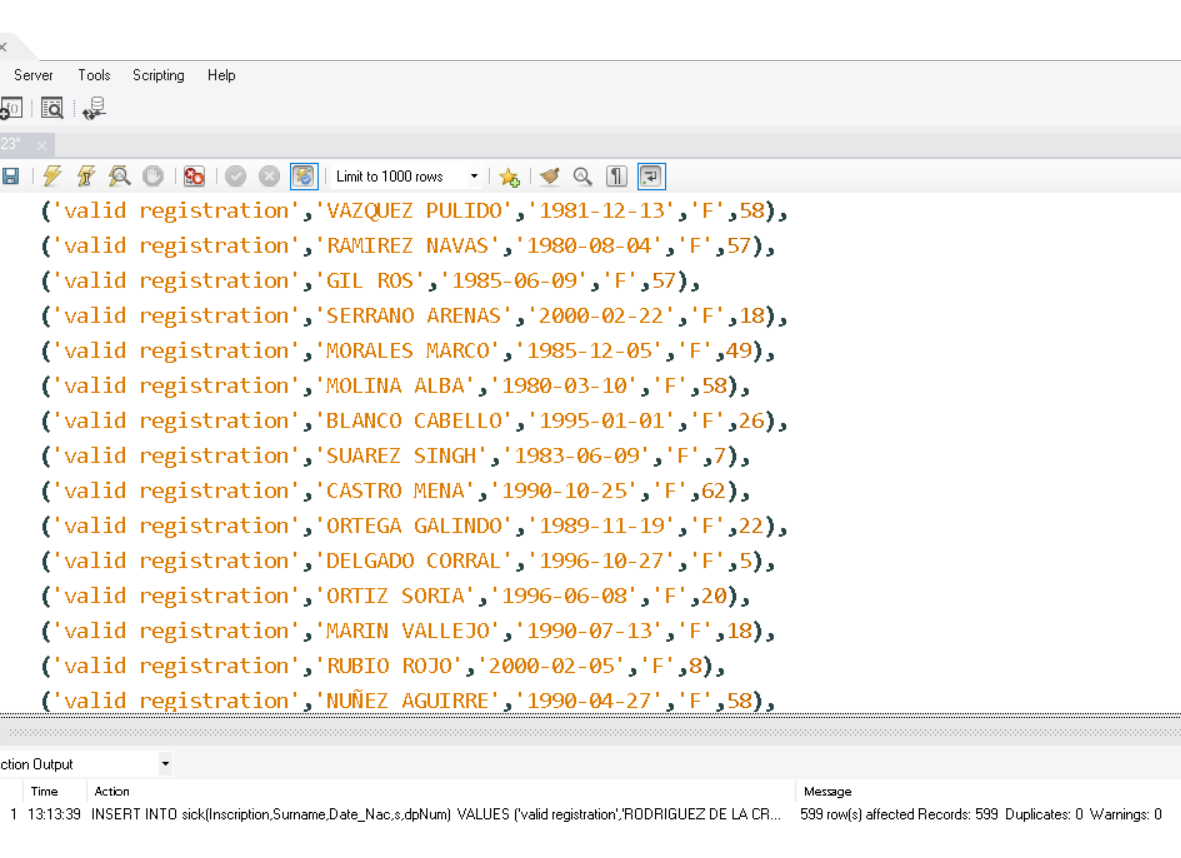 Server Tools Scripting Help
23*
Limit to 1000 rows
('valid registration','VAZQUEZ PULIDO','1981-12-13','F',58),
('valid registration','RAMIREZ NAVAS','1980-08-04','F',57),
('valid registration','GIL ROS','1985-06-09','F',57),
('valid registration','SERRANO ARENAS','2000-02-22','F',18),
('valid registration','MORALES MARCO','1985-12-05','F',49),
('valid registration','MOLINA ALBA','1980-03-10','F',58),
('valid registration','BLANCO CABELLO','1995-01-01','F',26),
('valid registration','SUAREZ SINGH','1983-06-09','F',7),
('valid registration','CASTRO MENA','1990-10-25','F',62),
('valid registration','ORTEGA GALINDO','1989-11-19','F',22),
('valid registration','DELGADO CORRAL','1996-10-27','F',5),
('valid registration','ORTIZ SORIA','1996-06-08','F',20),
('valid registration','MARIN VALLEJO','1990-07-13','F',18),
('valid registration','RUBIO ROJO','2000-02-05','F',8),
('valid registration','NUÑEZ AGUIRRE','1990-04-27','F',58),
ction Output
Time Action Message
1 13:13:39 INSERT INTO sick(Inscription,Surname,Date_Nac,s,dpNum) VALUES ('valid registration','RODRIGUEZ DE LA CR... 599 row(s) affected Records: 599 Duplicates: 0 Warnings: 0